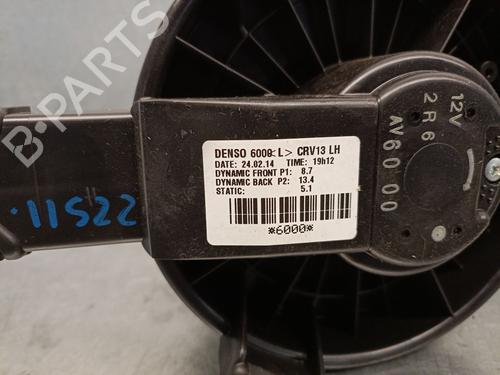 DENSO 6000<L> CRV13 LH
DATE: 24.02.14 TIME: 19h12
DYNAMIC FRONT P1: 8.7
DYNAMIC BACK P2: 13.4
STATIC: 5.1
*6000*
12V
2R6
AV6000
11522
B-PARTS